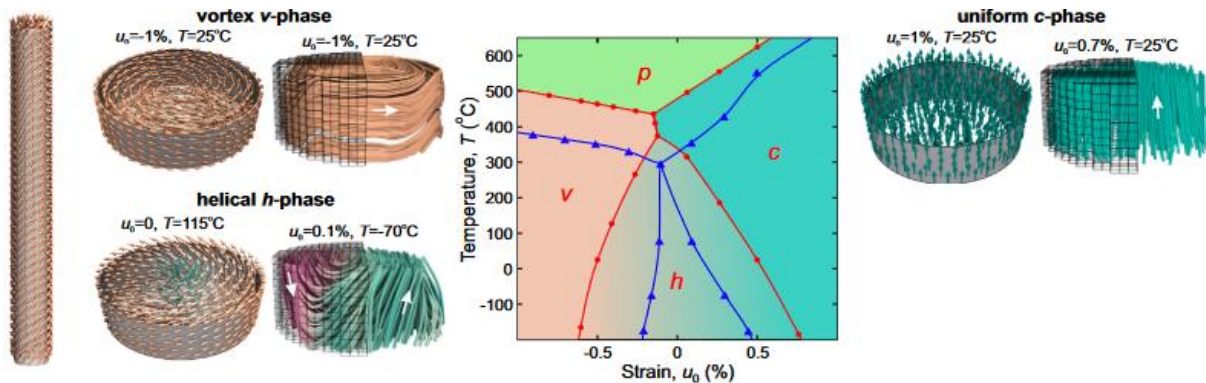 vortex v-phase
u₀=-1%, T=25°C
u₀=-1%, T=25°C
helical h-phase
u₀=0, T=115°C
u₀=0.1%, T=-70°C
Temperature, T (°C)
600
500
400
300
200
100
0
-100
p
c
v
h
-0.5
0
0.5
Strain, u₀ (%)
uniform c-phase
u₀=1%, T=25°C
u₀=0.7%, T=25°C